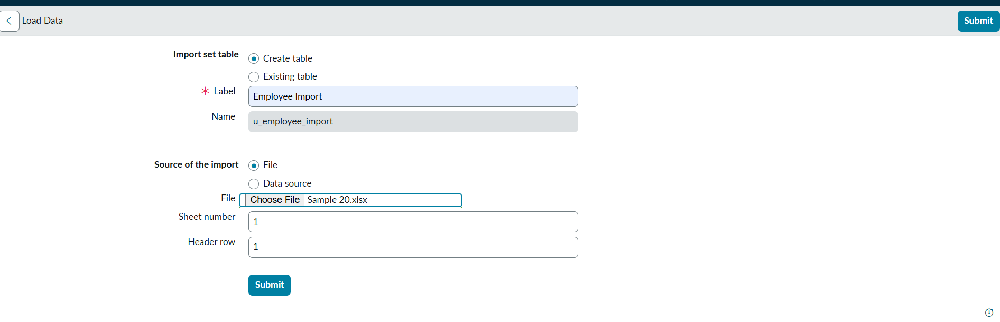 Load Data
Submit
Import set table
Create table
Existing table
Label
Employee Import
Name
u_employee_import
Source of the import
File
Data source
File
Choose File Sample 20.xlsx
Sheet number
1
Header row
1
Submit